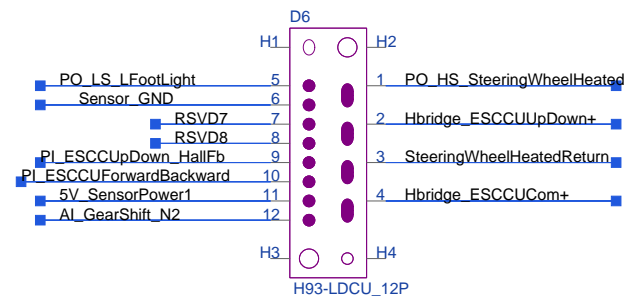 D6
H1 H2
PO_LS_LFootLight 5 1 PO_HS_SteeringWheelHeated
Sensor_GND 6
RSVD7 7 2 Hbridge_ESCCUUpDown+
RSVD8 8
PI_ESCCUpDown_HallFb 9 3 SteeringWheelHeatedReturn
PI_ESCCUForwardBackward 10
5V_SensorPower1 11 4 Hbridge_ESCCUCom+
AI_GearShift_N2 12
H3 H4
H93-LDCU_12P